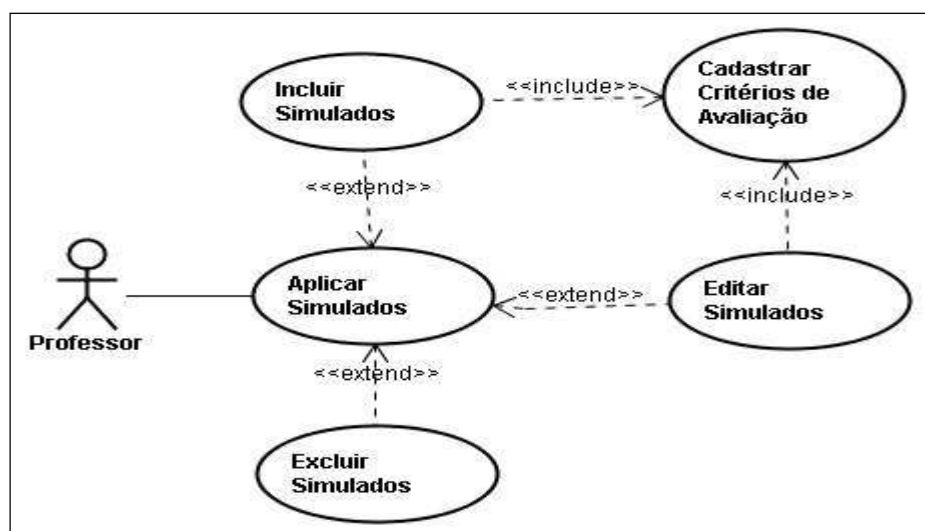 Incluir
Simulados
<<include>>
Cadastrar
Critérios de
Avaliação
<<extend>>
<<include>>
Professor
Aplicar
Simulados
<<extend>>
Editar
Simulados
<<extend>>
Excluir
Simulados